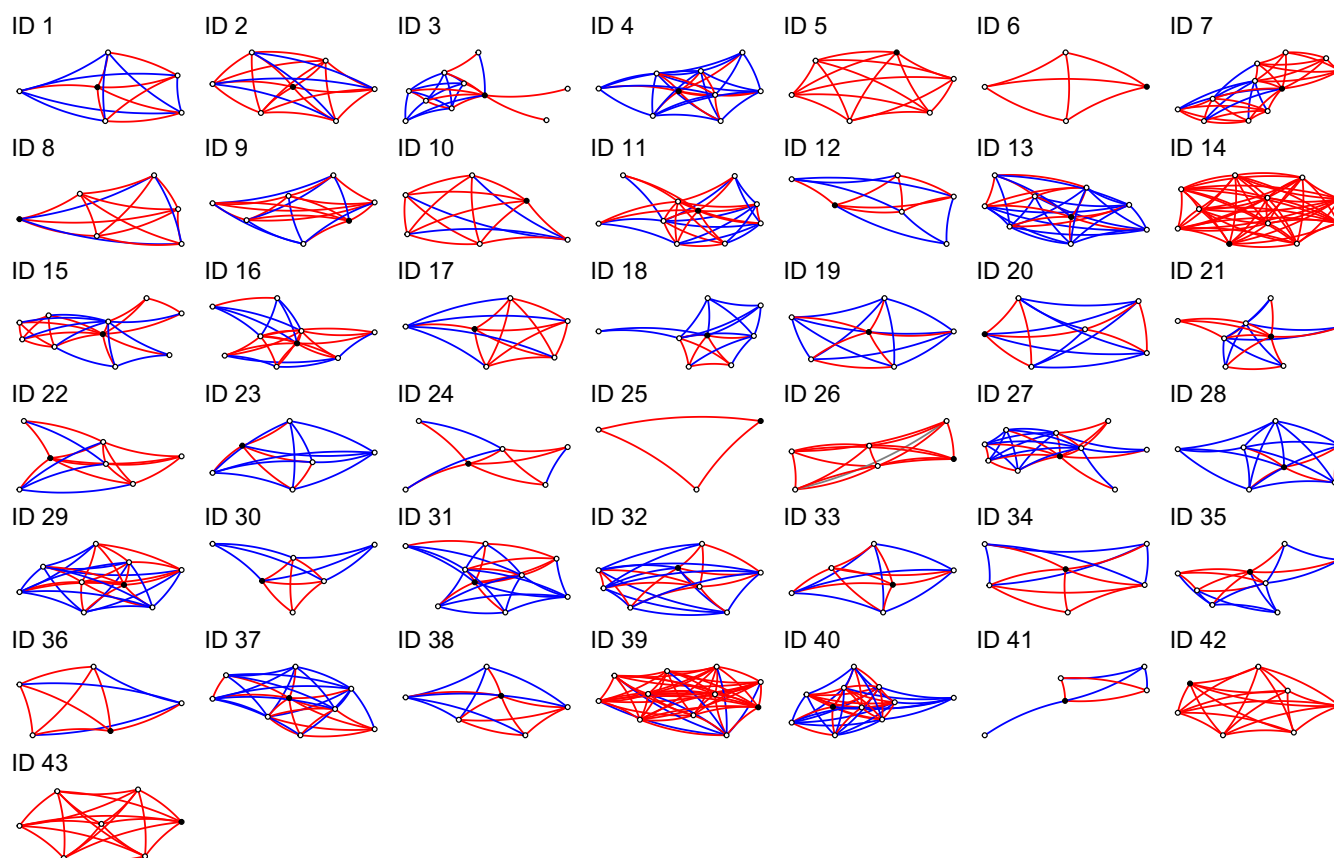 ID 1 ID 2 ID 3 ID 4 ID 5 ID 6 ID 7
ID 8 ID 9 ID 10 ID 11 ID 12 ID 13 ID 14
ID 15 ID 16 ID 17 ID 18 ID 19 ID 20 ID 21
ID 22 ID 23 ID 24 ID 25 ID 26 ID 27 ID 28
ID 29 ID 30 ID 31 ID 32 ID 33 ID 34 ID 35
ID 36 ID 37 ID 38 ID 39 ID 40 ID 41 ID 42
ID 43